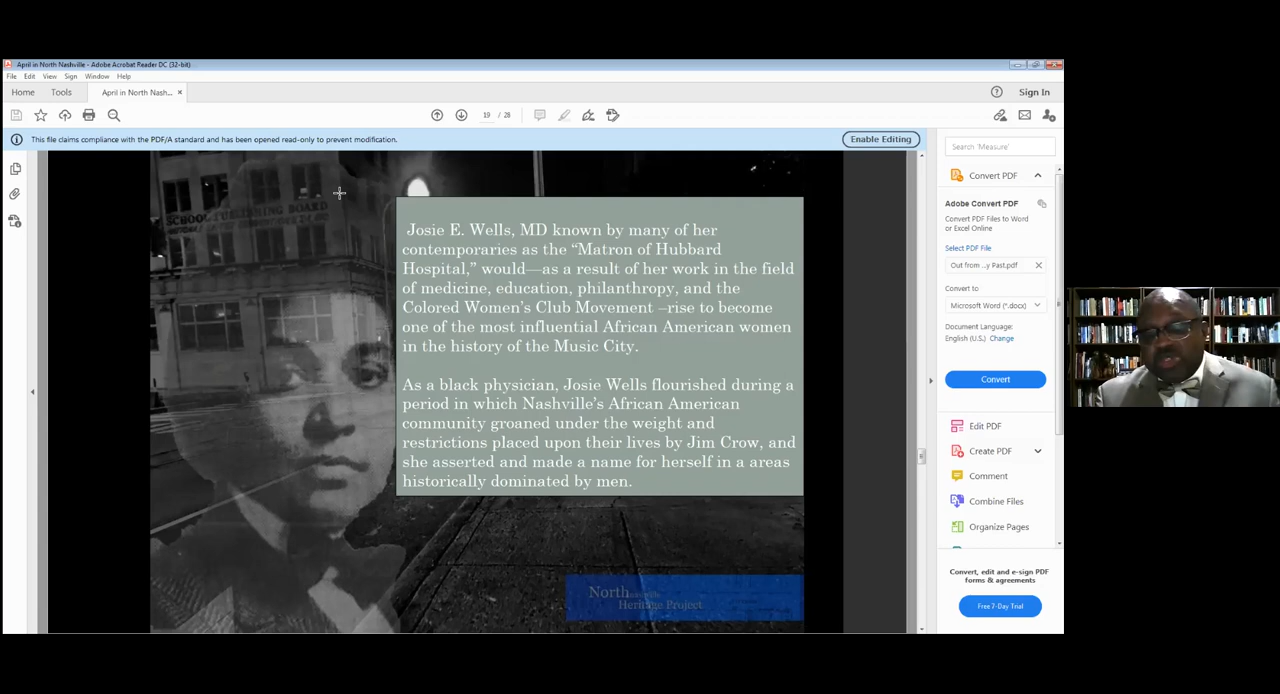 April in North Nashville - Adobe Acrobat Reader DC (32-bit)
File Edit View Sign Window Help
Home Tools April in North Nash... × Sign In
19 / 28
This file claims compliance with the PDF/A standard and has been opened read-only to prevent modification. Enable Editing
SCHOOL PUBLISHING BOARD
Josie E. Wells, MD known by many of her
contemporaries as the “Matron of Hubbard
Hospital,” would—as a result of her work in the field
of medicine, education, philanthropy, and the
Colored Women’s Club Movement –rise to become
one of the most influential African American women
in the history of the Music City.
As a black physician, Josie Wells flourished during a
period in which Nashville’s African American
community groaned under the weight and
restrictions placed upon their lives by Jim Crow, and
she asserted and made a name for herself in a areas
historically dominated by men.
North
Heritage Project
Search 'Measure'
Convert PDF
Adobe Convert PDF
Convert PDF Files to Word
or Excel Online
Select PDF File
Out from ...y Past.pdf
Convert to
Microsoft Word (*.docx)
Document Language:
English (U.S.) Change
Convert
Edit PDF
Create PDF
Comment
Combine Files
Organize Pages
Convert, edit and e-sign PDF
forms & agreements
Free 7-Day Trial